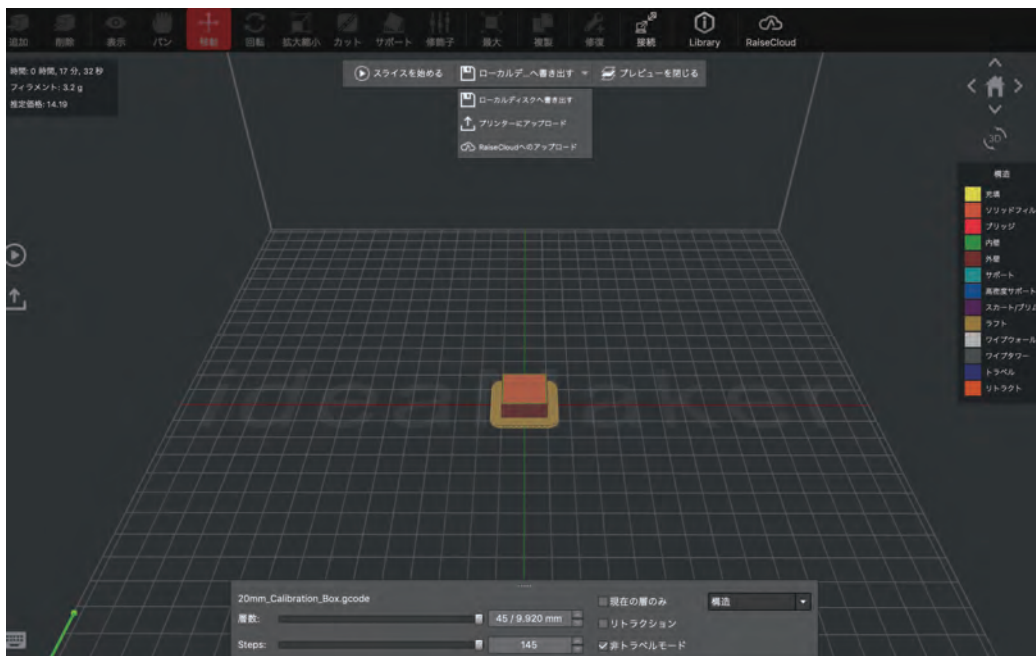 追加 削除 表示 パン 移動 回転 拡大縮小 カット サポート 修飾子 最大 複製 修復 接続 Library RaiseCloud
時間: 0 時間, 17 分, 32 秒
フィラメント: 3.2 g
推定価格: 14.19
スライスを始める ローカルデ...へ書き出す プレビューを閉じる
ローカルディスクへ書き出す
プリンターにアップロード
RaiseCloudへのアップロード
3D
構造
充填
ソリッドフィル
ブリッジ
内壁
外壁
サポート
高密度サポート
スカート/ブリム
ラフト
ワイプウォール
ワイプタワー
トラベル
リトラクト
ideaMaker
20mm_Calibration_Box.gcode
層数: 45 / 9.920 mm
Steps: 145
現在の層のみ 構造
リトラクション
非トラベルモード